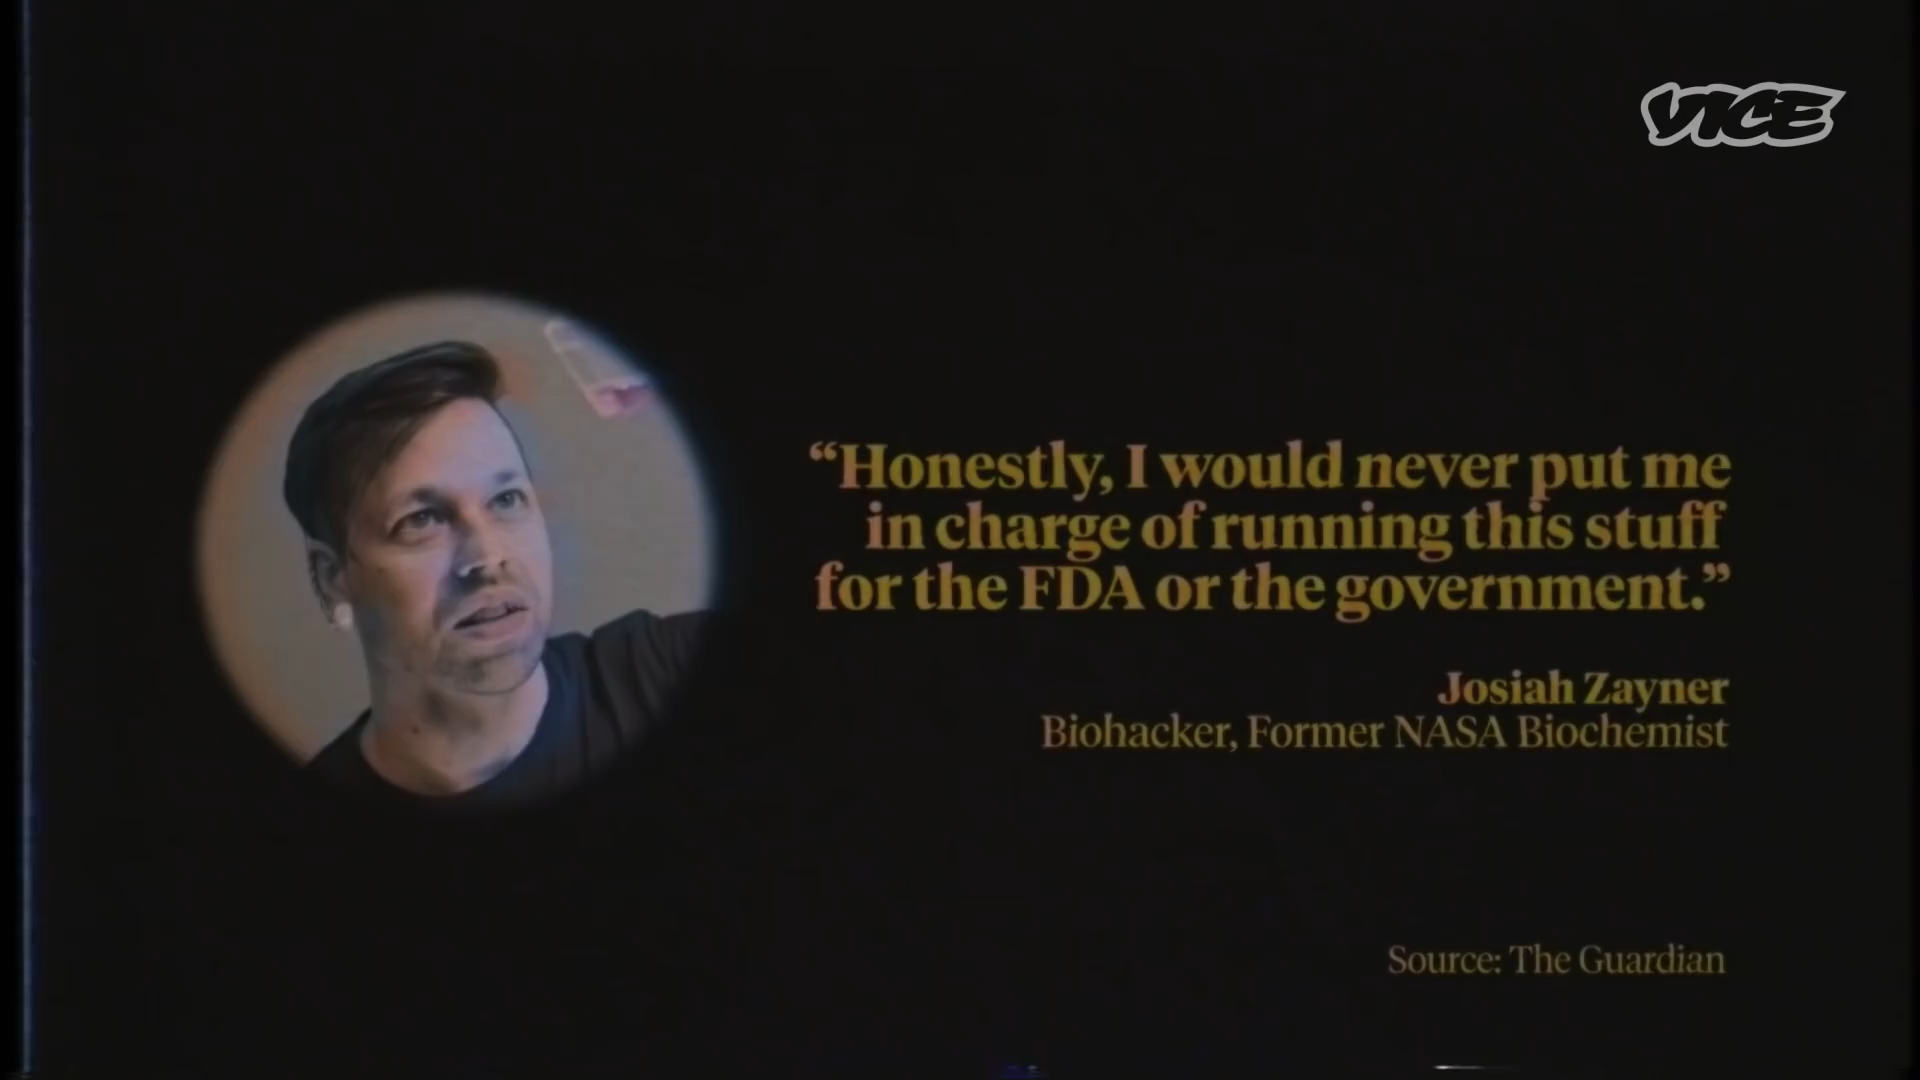 VICE
“Honestly, I would never put me
in charge of running this stuff
for the FDA or the government.”
Josiah Zayner
Biohacker, Former NASA Biochemist
Source: The Guardian